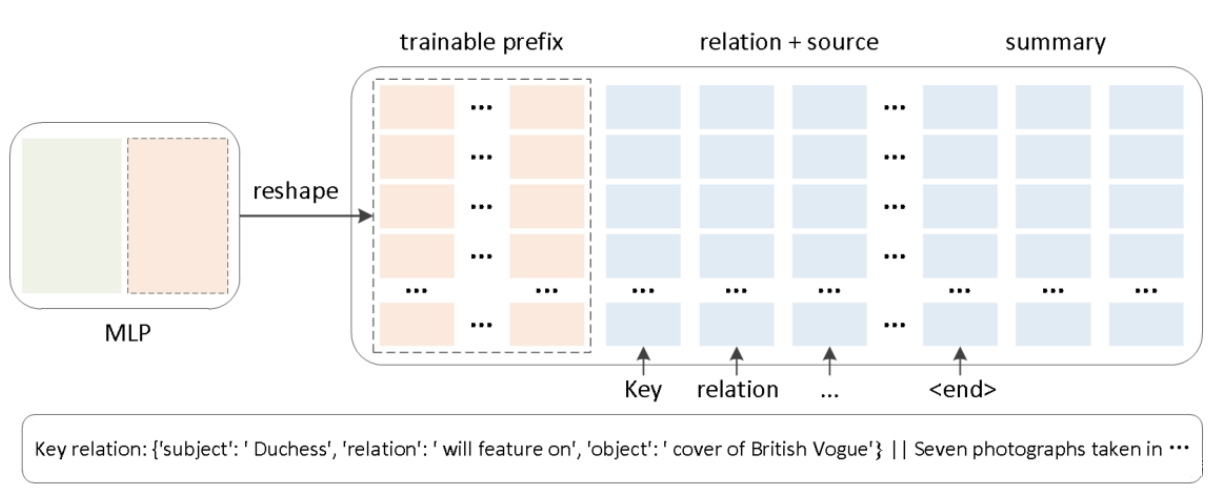 trainable prefix relation + source summary
reshape
MLP
Key relation ... <end>
Key relation: {'subject': ' Duchess', 'relation': ' will feature on', 'object': ' cover of British Vogue'} || Seven photographs taken in ···